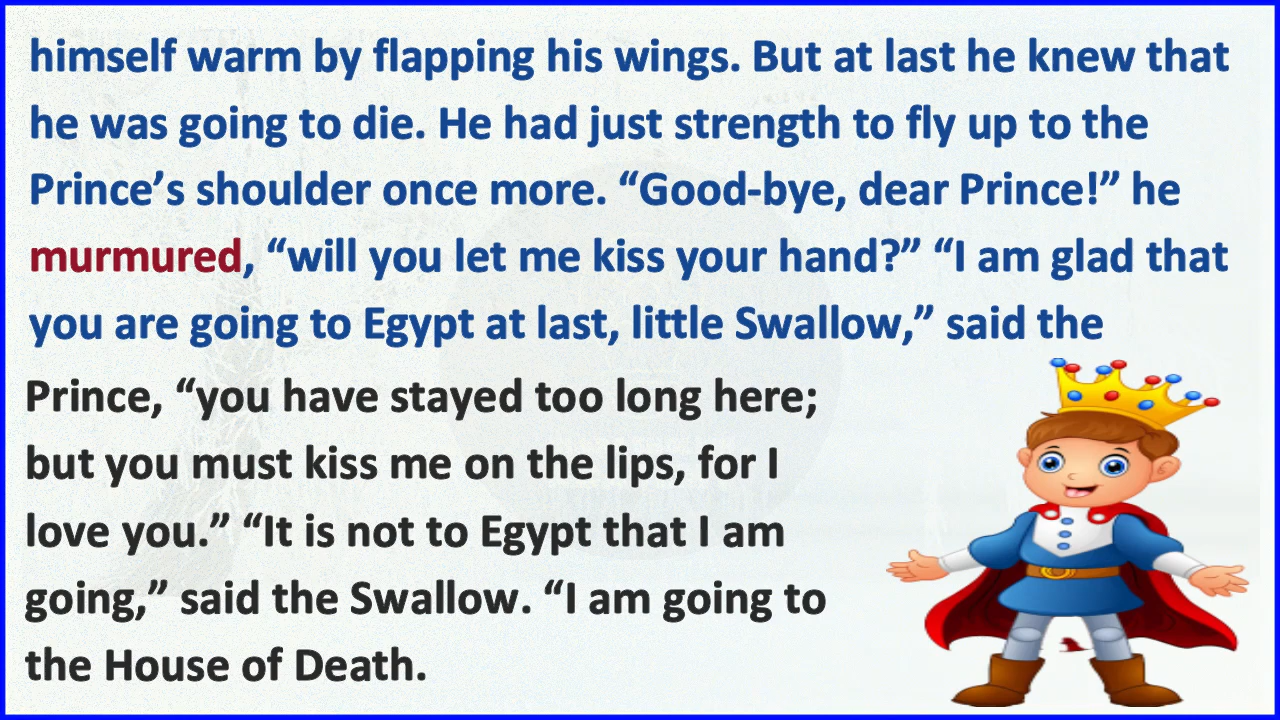 himself warm by flapping his wings. But at last he knew that
he was going to die. He had just strength to fly up to the
Prince’s shoulder once more. “Good-bye, dear Prince!” he
murmured, “will you let me kiss your hand?” “I am glad that
you are going to Egypt at last, little Swallow,” said the
Prince, “you have stayed too long here;
but you must kiss me on the lips, for I
love you.” “It is not to Egypt that I am
going,” said the Swallow. “I am going to
the House of Death.